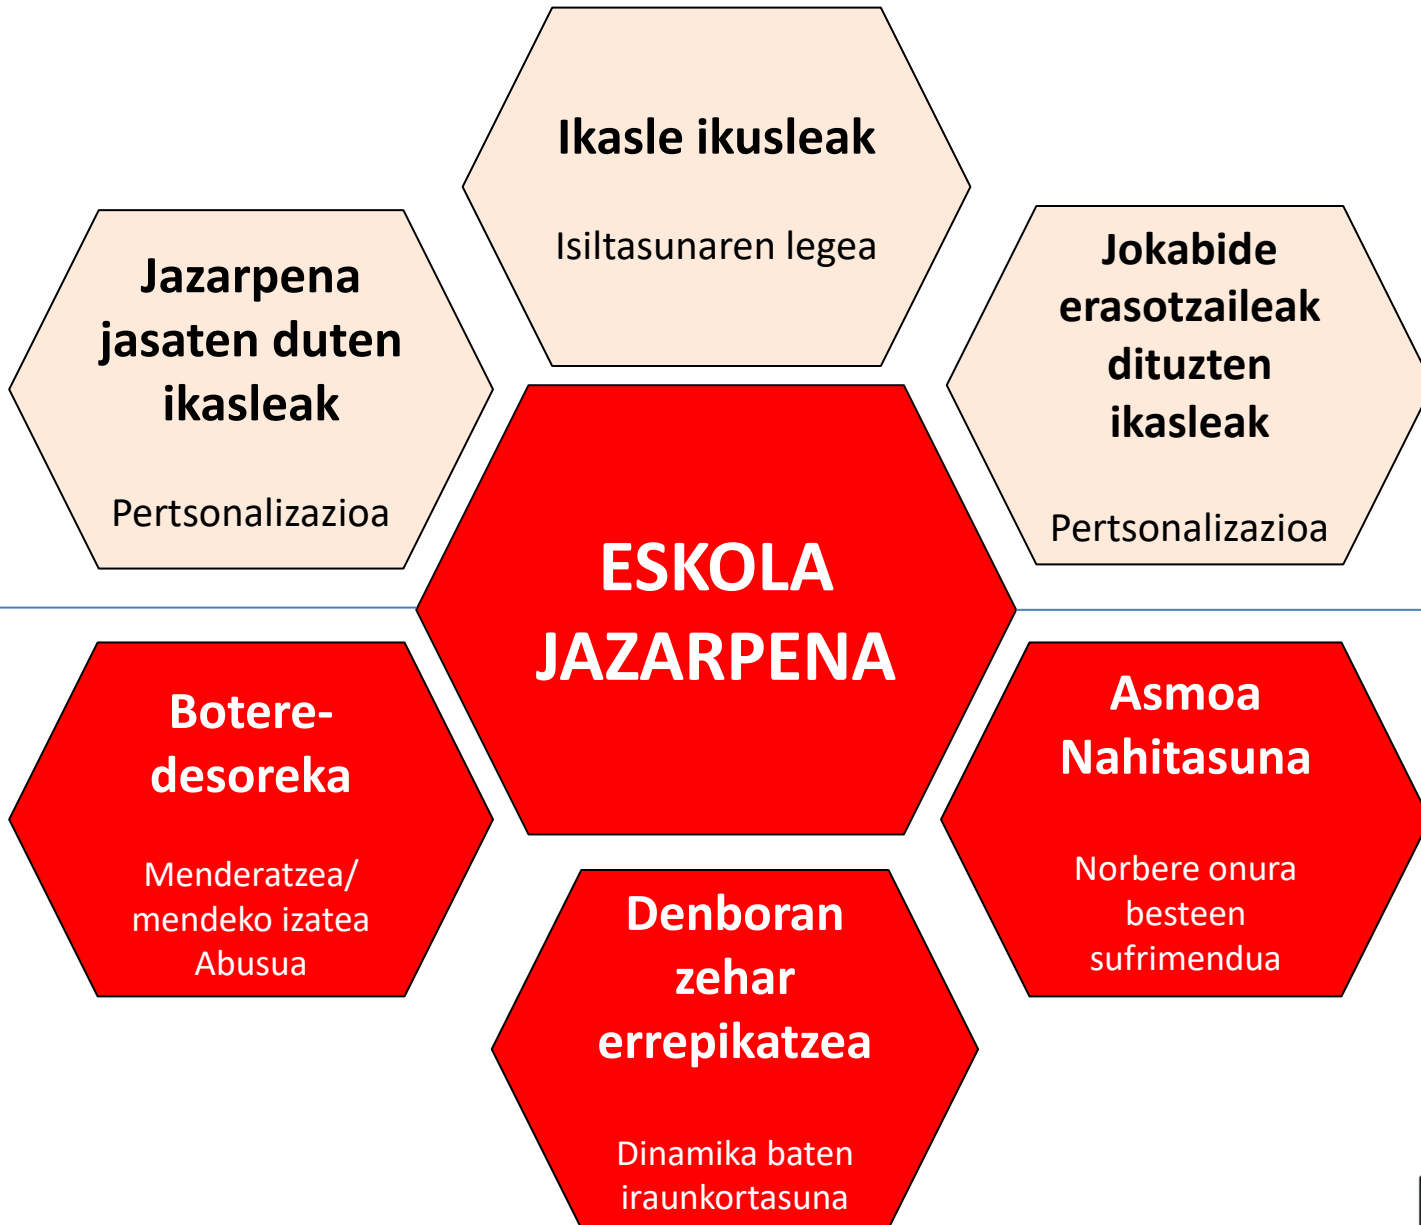 Ikasle ikusleak
Isiltasunaren legea
Jazarpena
jasaten duten
ikasleak
Pertsonalizazioa
Jokabide
erasotzaileak
dituzten
ikasleak
Pertsonalizazioa
ESKOLA
JAZARPENA
Botere-
desoreka
Menderatzea/
mendeko izatea
Abusua
Asmoa
Nahitasuna
Norbere onura
besteen
sufrimendua
Denboran
zehar
errepikatzea
Dinamika baten
iraunkortasuna